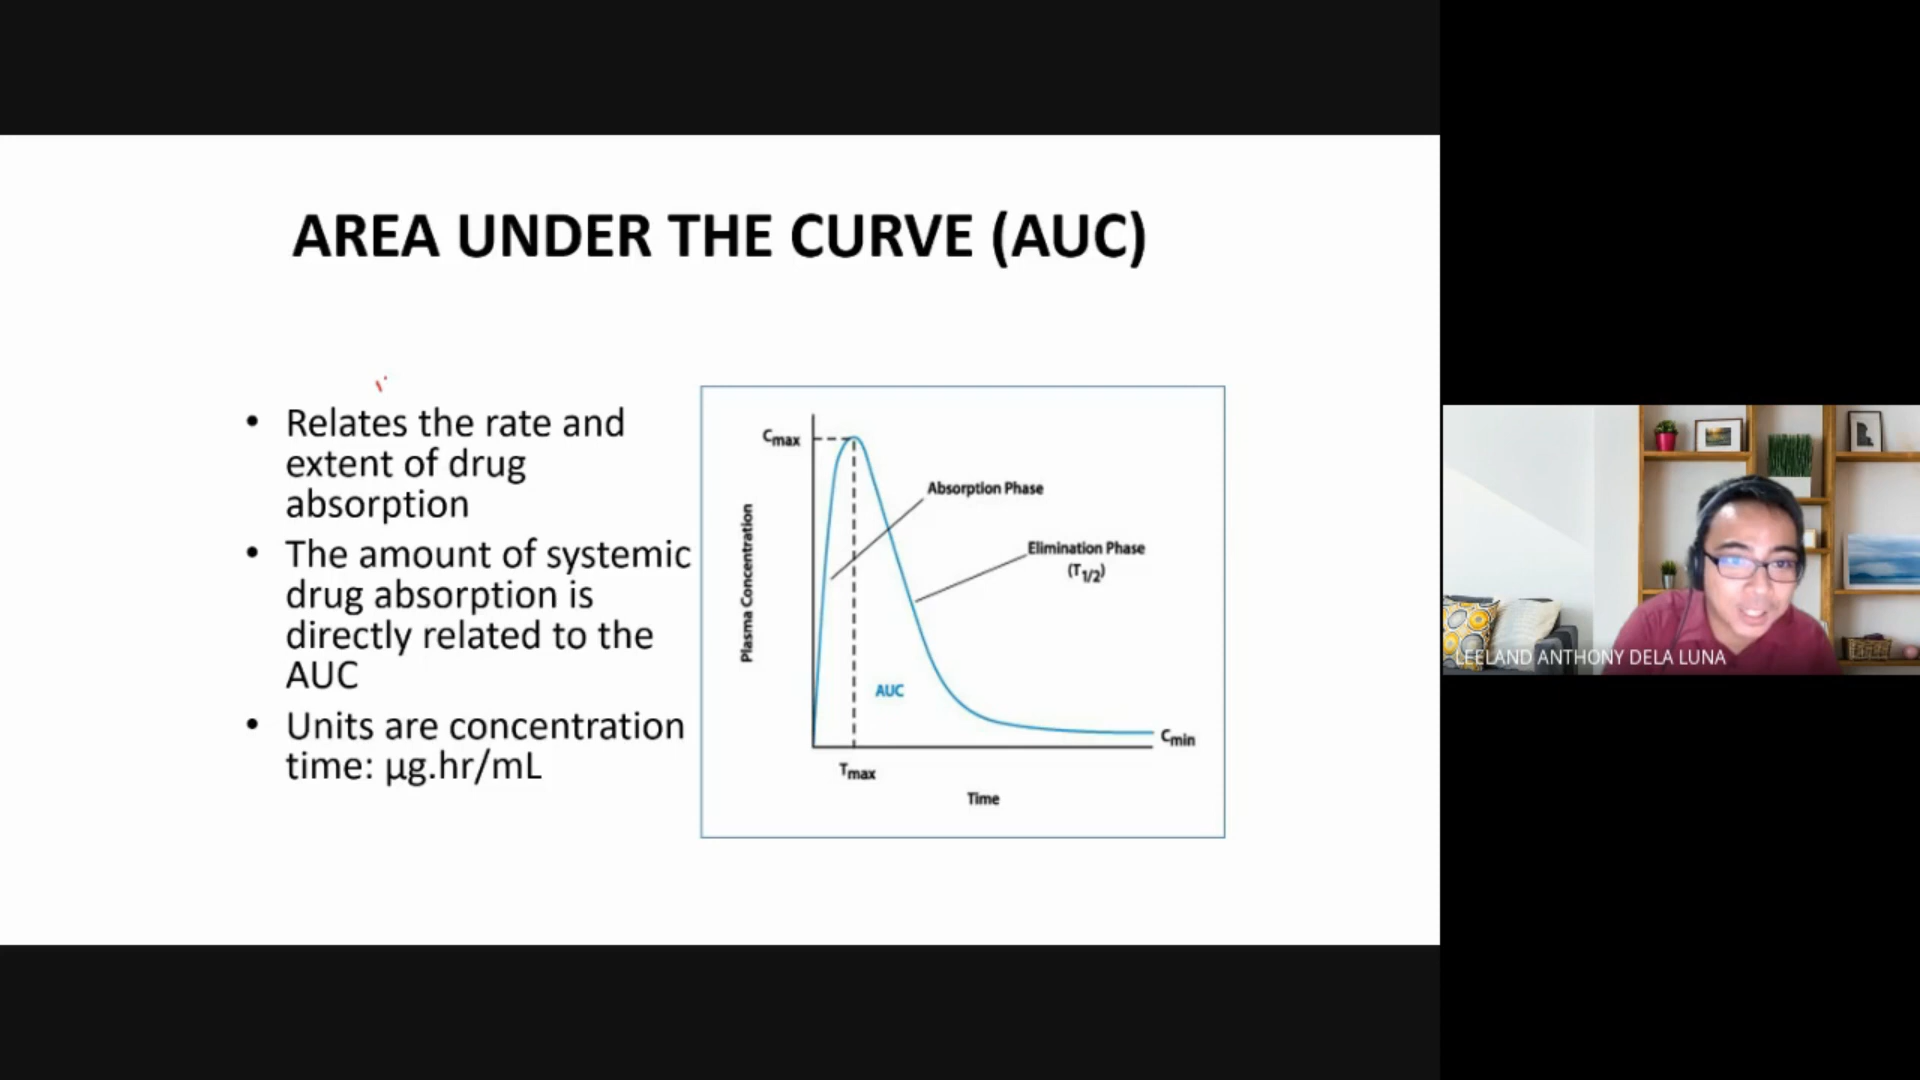 AREA UNDER THE CURVE (AUC)
• Relates the rate and
extent of drug
absorption
• The amount of systemic
drug absorption is
directly related to the
AUC
• Units are concentration
time: µg.hr/mL
Cmax
Absorption Phase
Elimination Phase
(T1/2)
Plasma Concentration
AUC
Cmin
Tmax
Time
LEELAND ANTHONY DELA LUNA